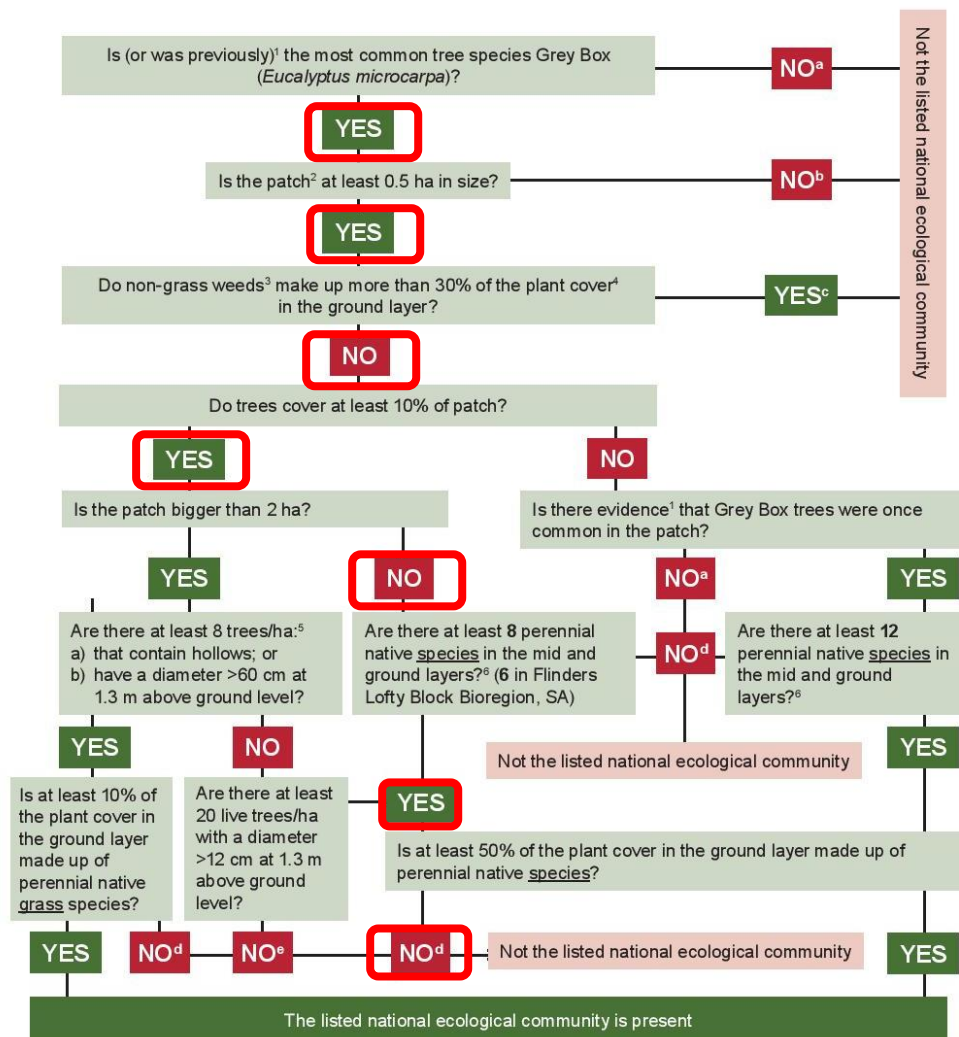 Is (or was previously)¹ the most common tree species Grey Box
(Eucalyptus microcarpa)?
NOᵃ
Not the listed national ecological community
YES
Is the patch² at least 0.5 ha in size?
NOᵇ
YES
Do non-grass weeds³ make up more than 30% of the plant cover⁴
in the ground layer?
YESᶜ
NO
Do trees cover at least 10% of patch?
YES
NO
Is the patch bigger than 2 ha?
Is there evidence¹ that Grey Box trees were once
common in the patch?
YES
NO
NOᵃ
YES
Are there at least 8 trees/ha:⁵
a) that contain hollows; or
b) have a diameter >60 cm at
1.3 m above ground level?
Are there at least 8 perennial
native species in the mid and
ground layers?⁶ (6 in Flinders
Lofty Block Bioregion, SA)
NOᵈ
Are there at least 12
perennial native species in
the mid and ground
layers?⁶
YES
NO
Not the listed national ecological community
YES
Is at least 10% of
the plant cover in
the ground layer
made up of
perennial native
grass species?
Are there at least
20 live trees/ha
with a diameter
>12 cm at 1.3 m
above ground
level?
YES
Is at least 50% of the plant cover in the ground layer made up of
perennial native species?
YES
NOᵈ
NOᵉ
NOᵈ
Not the listed national ecological community
YES
The listed national ecological community is present